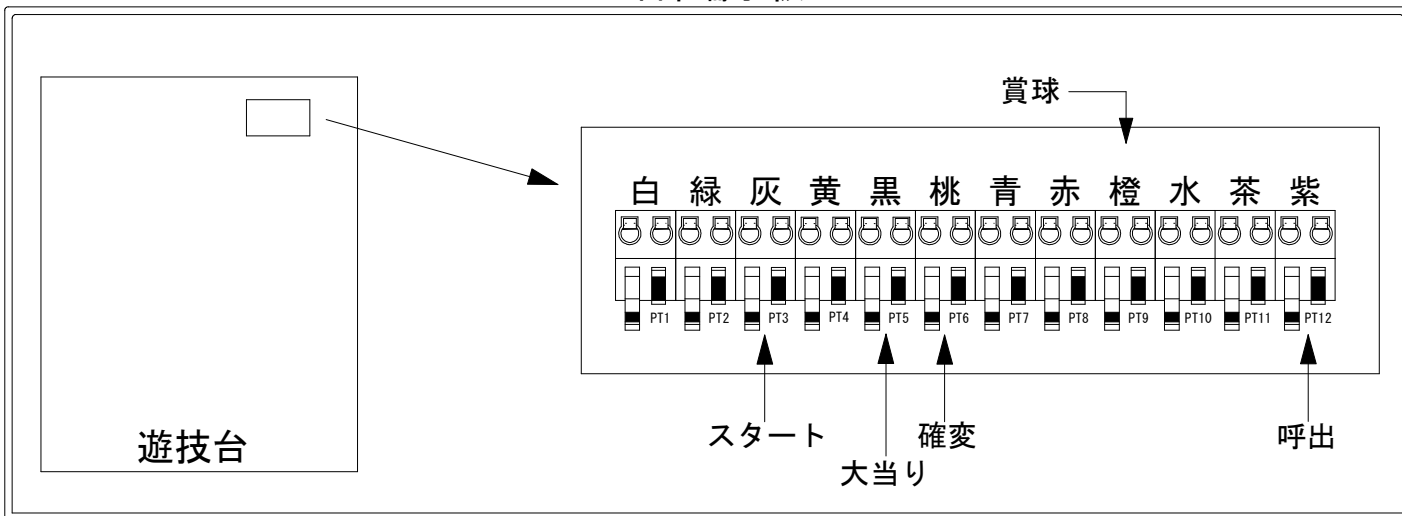 賞球
白 緑 灰 黄 黒 桃 青 赤 橙 水 茶 紫
PT1 PT2 PT3 PT4 PT5 PT6 PT7 PT8 PT9 PT10 PT11 PT12
スタート 確変 呼出
遊技台
大当り